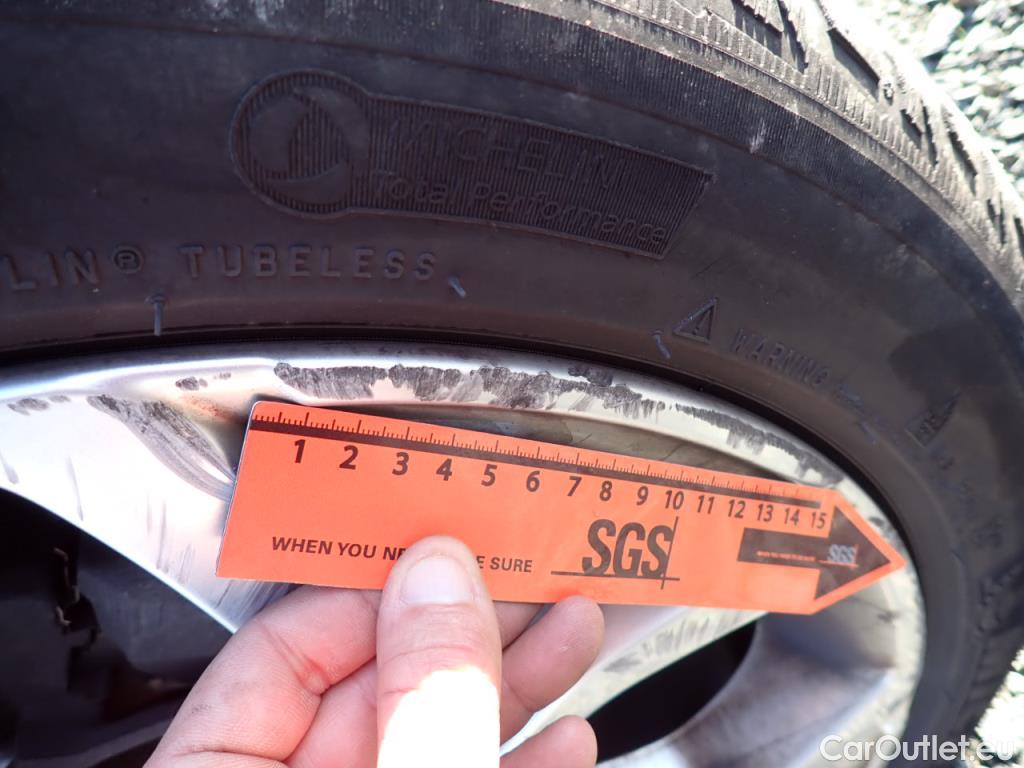 MICHELIN
Total Performance
LIN® TUBELESS
WARNING
1 2 3 4 5 6 7 8 9 10 11 12 13 14 15
WHEN YOU NE E SURE
SGS
SGS
CarOutlet.eu